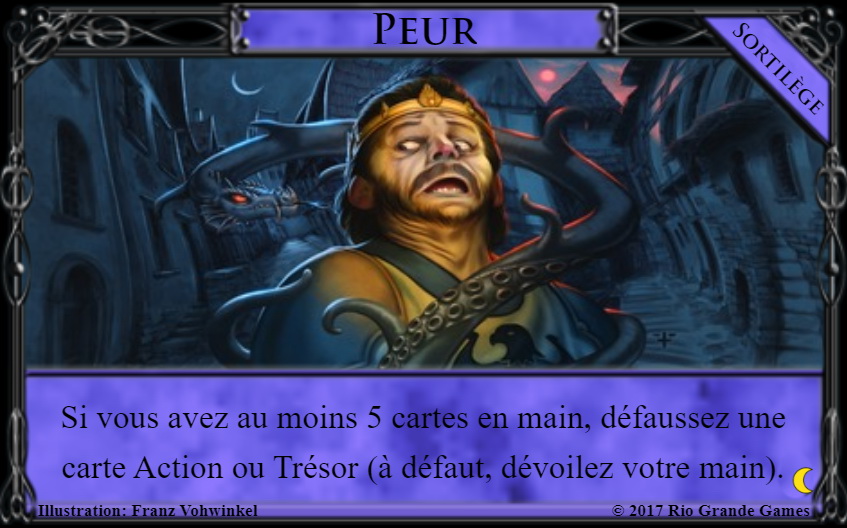 Peur
Sortilège
Si vous avez au moins 5 cartes en main, défaussez une
carte Action ou Trésor (à défaut, dévoilez votre main).
Illustration: Franz Vohwinkel
© 2017 Rio Grande Games